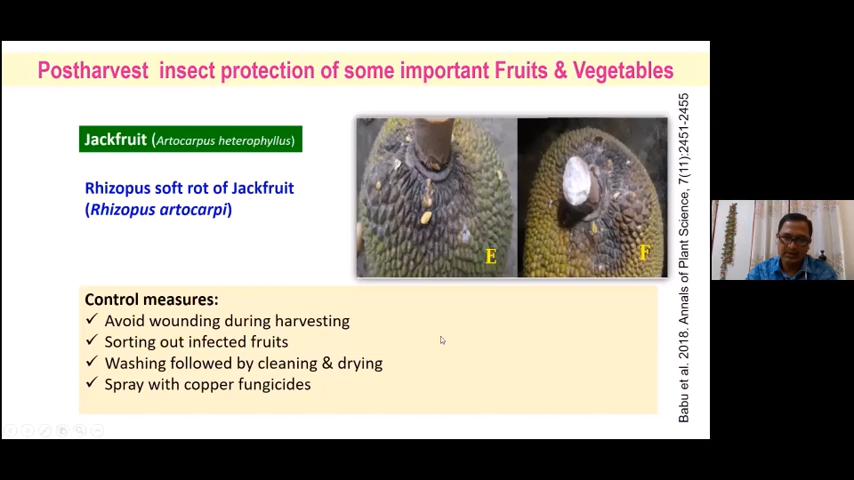 Postharvest insect protection of some important Fruits & Vegetables
Jackfruit (Artocarpus heterophyllus)
Rhizopus soft rot of Jackfruit
(Rhizopus artocarpi)
E
F
Control measures:
✓ Avoid wounding during harvesting
✓ Sorting out infected fruits
✓ Washing followed by cleaning & drying
✓ Spray with copper fungicides
Babu et al. 2018. Annals of Plant Science, 7(11):2451-2455